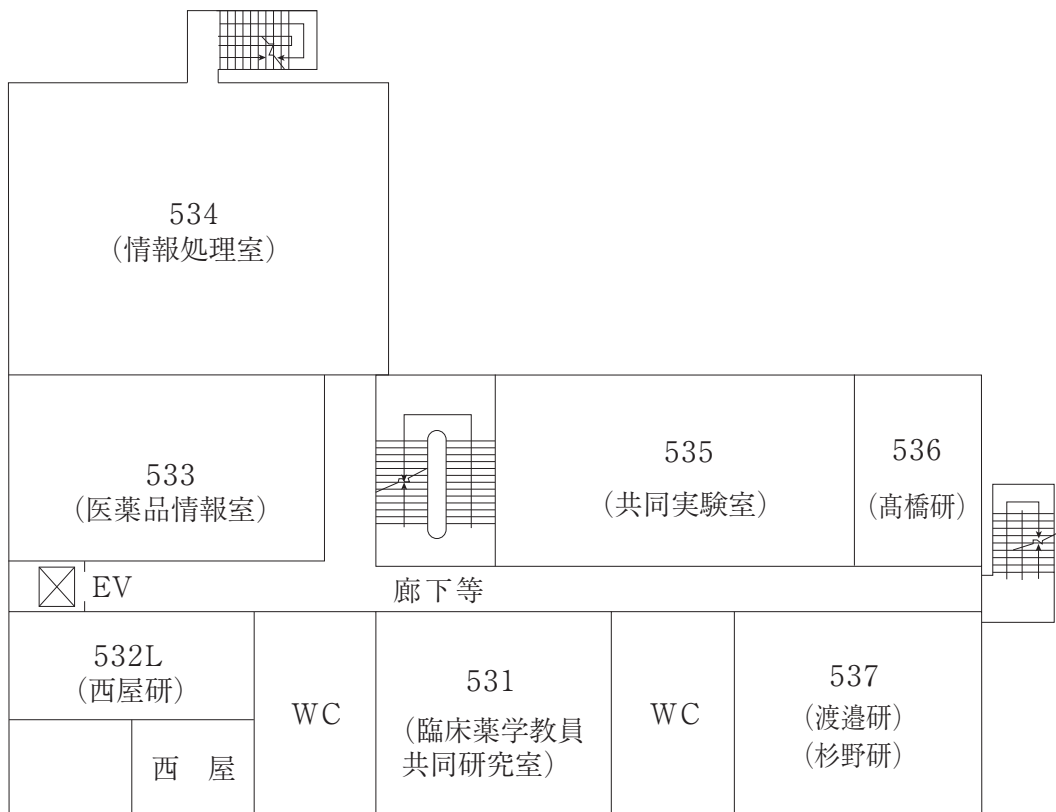 534
（情報処理室）
533
（医薬品情報室）
535
（共同実験室）
536
（髙橋研）
EV
廊下等
532L
（西屋研）
西　屋
WC
531
（臨床薬学教員
共同研究室）
WC
537
（渡邉研）
（杉野研）